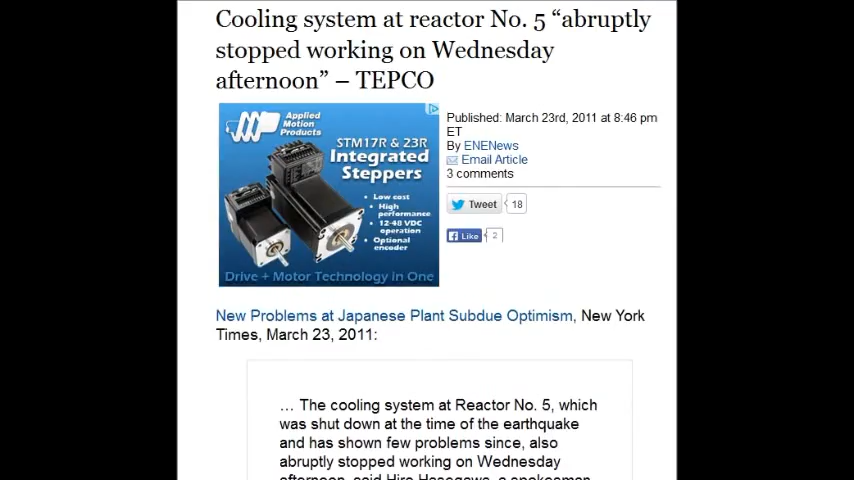 Cooling system at reactor No. 5 “abruptly
stopped working on Wednesday
afternoon” – TEPCO
Applied
Motion
Products
STM17R & 23R
Integrated
Steppers
• Low cost
• High
performance
• 12-48 VDC
operation
• Optional
encoder
Drive + Motor Technology in One
Published: March 23rd, 2011 at 8:46 pm
ET
By ENENews
Email Article
3 comments
Tweet 18
Like 2
New Problems at Japanese Plant Subdue Optimism, New York
Times, March 23, 2011:
… The cooling system at Reactor No. 5, which
was shut down at the time of the earthquake
and has shown few problems since, also
abruptly stopped working on Wednesday
afternoon, said Hiro Hasegawa, a spokesman